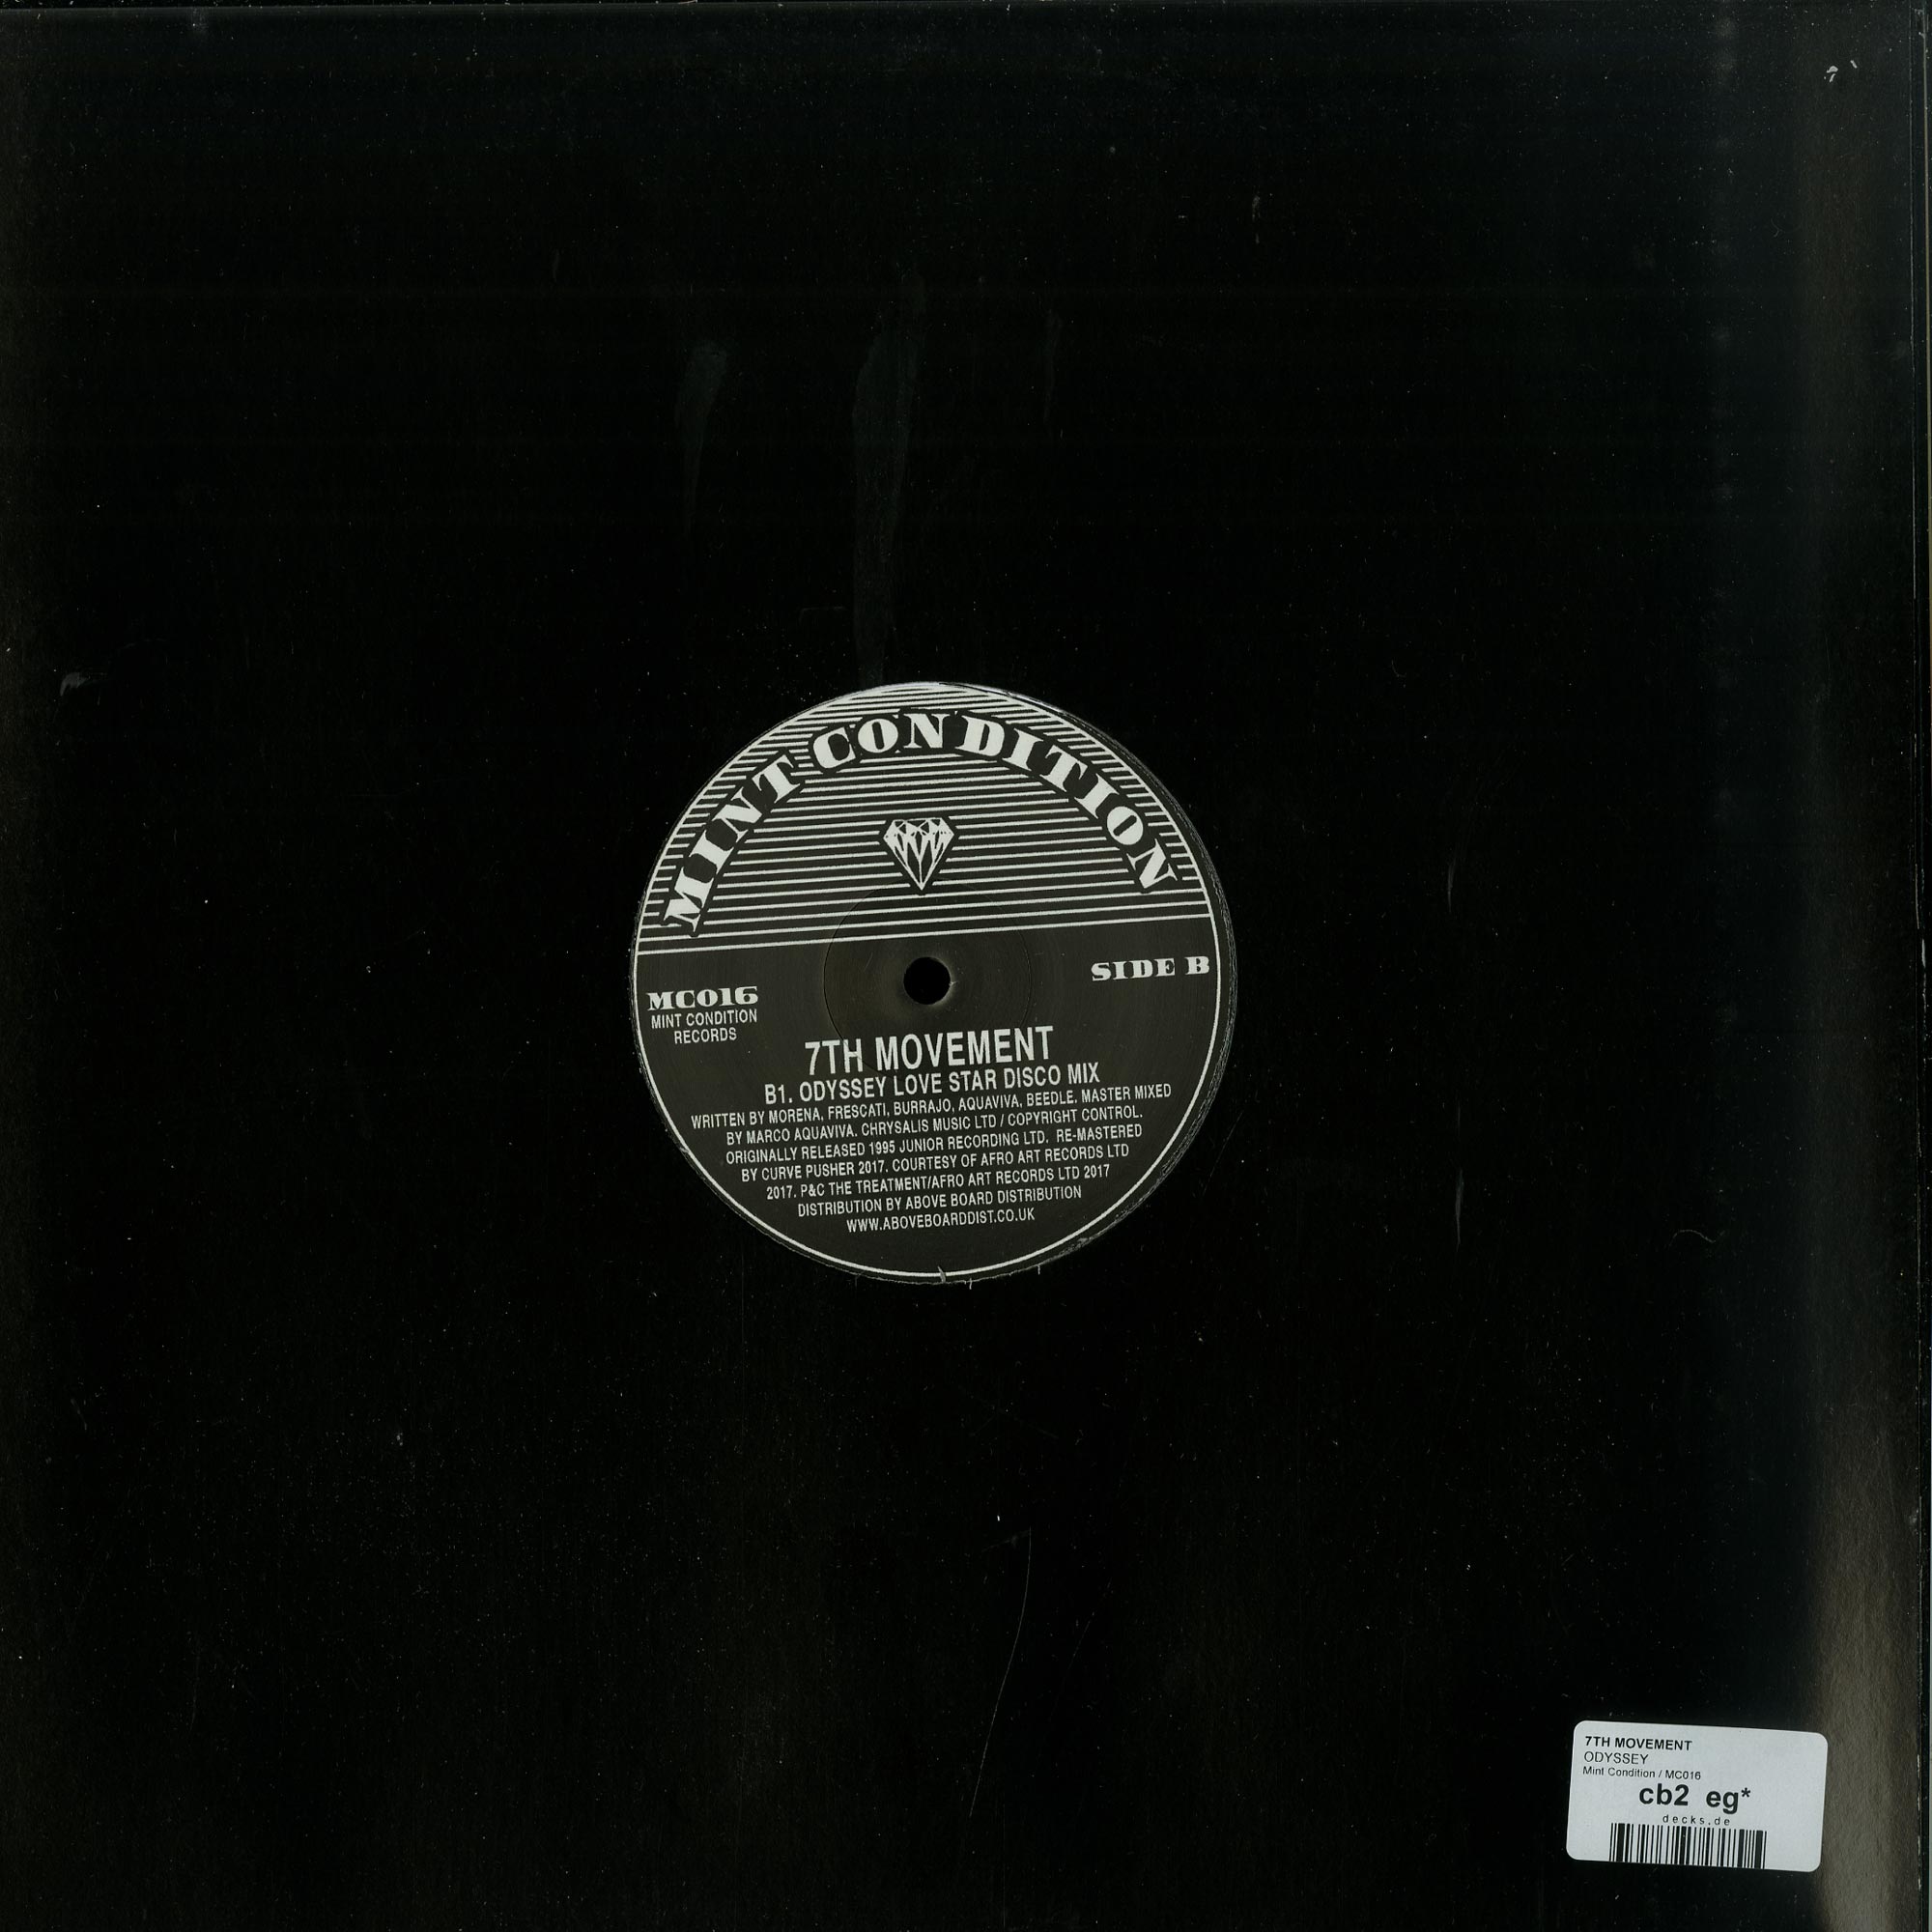 MINT CONDITION
SIDE B
MC016
MINT CONDITION
RECORDS
7TH MOVEMENT
B1. ODYSSEY LOVE STAR DISCO MIX
WRITTEN BY MORENA, FRESCATI, BURRAJO, AQUAVIVA, BEEDLE. MASTER MIXED
BY MARCO AQUAVIVA. CHRYSALIS MUSIC LTD / COPYRIGHT CONTROL.
ORIGINALLY RELEASED 1995 JUNIOR RECORDING LTD. RE-MASTERED
BY CURVE PUSHER 2017. COURTESY OF AFRO ART RECORDS LTD
2017. P&C THE TREATMENT/AFRO ART RECORDS LTD 2017
DISTRIBUTION BY ABOVE BOARD DISTRIBUTION
WWW.ABOVEBOARDDIST.CO.UK
7TH MOVEMENT
ODYSSEY
Mint Condition / MC016
cb2 eg*
decks.de